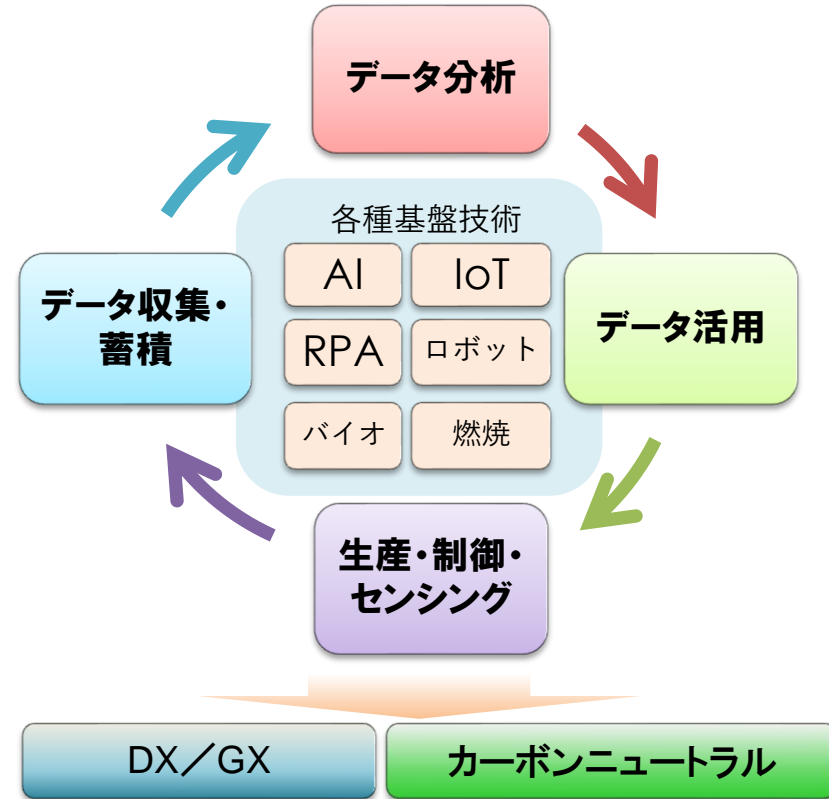 データ分析
各種基盤技術
AI
IoT
データ収集・
蓄積
RPA
ロボット
データ活用
バイオ
燃焼
生産・制御・
センシング
DX／GX
カーボンニュートラル